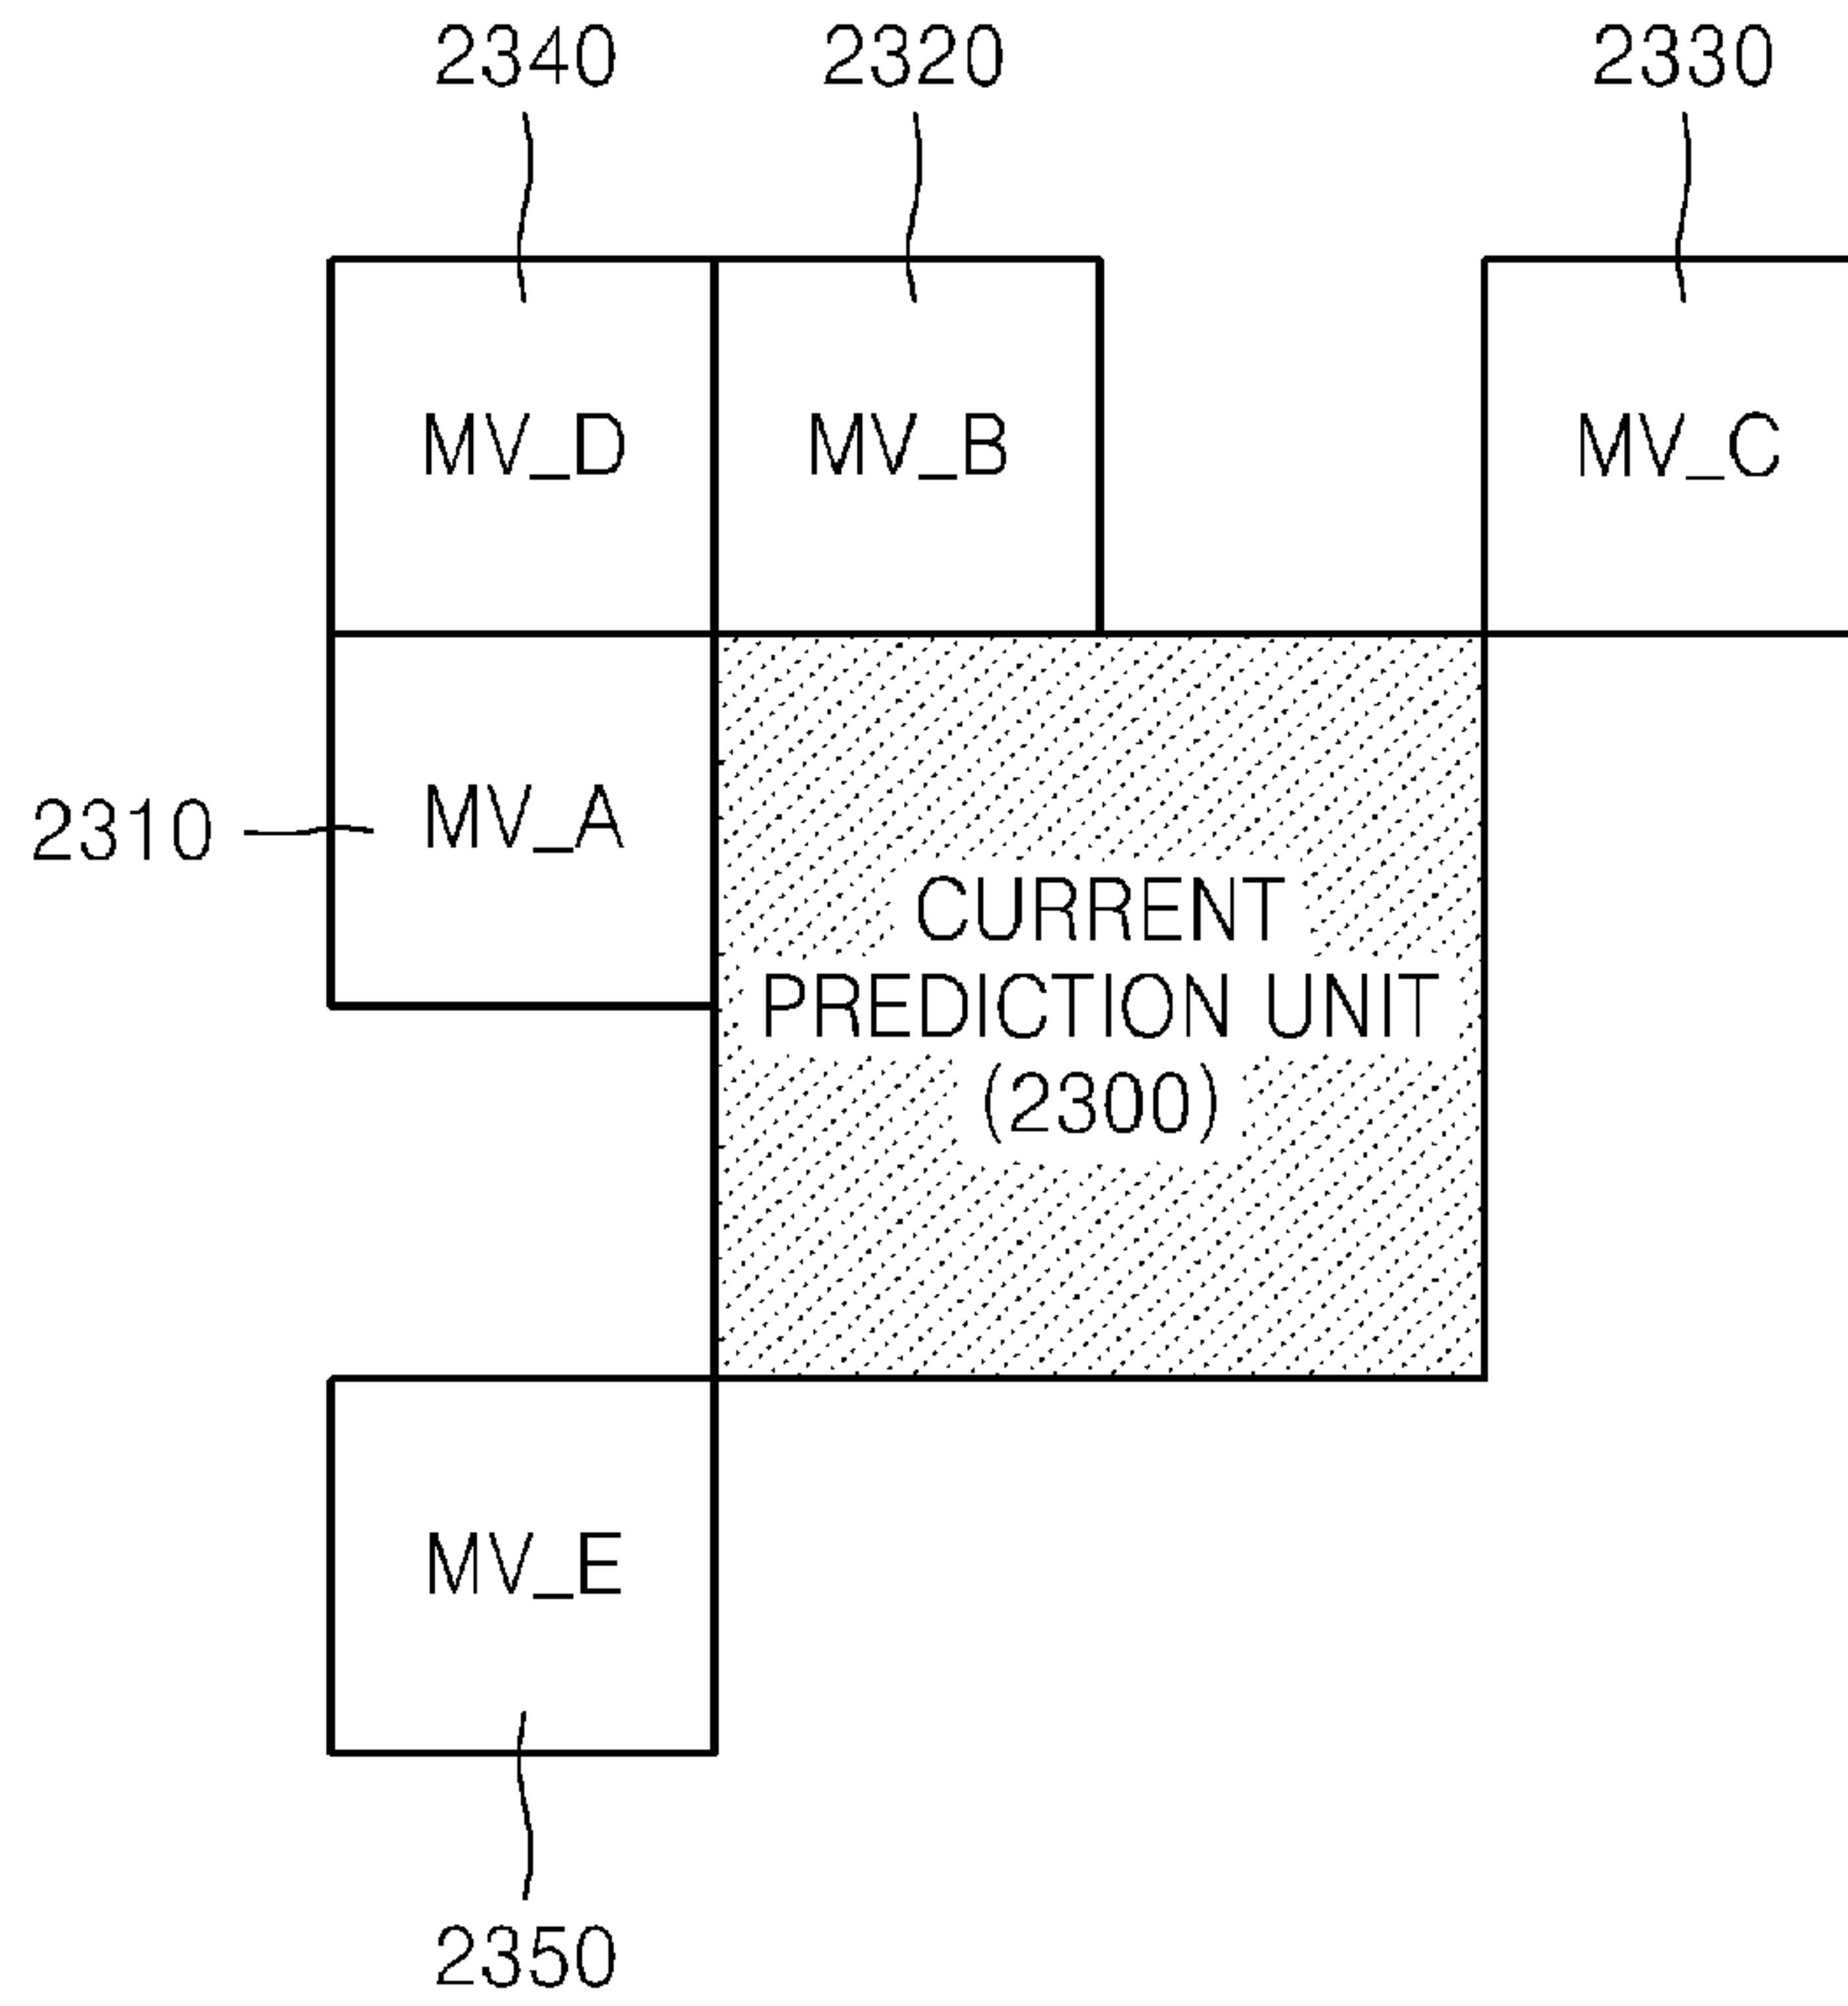 2340
2320
2330
MV_D
MV_B
MV_C
2310
MV_A
CURRENT
PREDICTION UNIT
(2300)
MV_E
2350